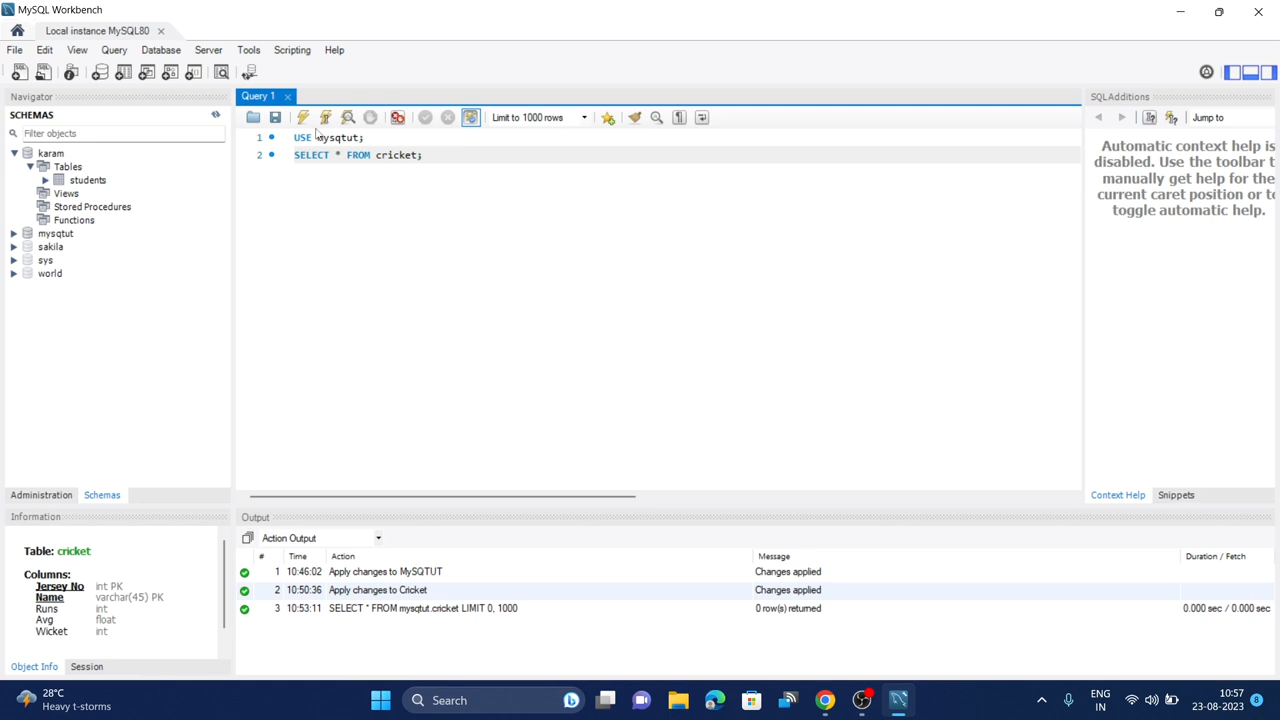 MySQL Workbench
Local instance MySQL80
File Edit View Query Database Server Tools Scripting Help
Navigator
SCHEMAS
Filter objects
karam
Tables
students
Views
Stored Procedures
Functions
mysqtut
sakila
sys
world
Administration Schemas
Information
Table: cricket
Columns:
Jersey No int PK
Name varchar(45) PK
Runs int
Avg float
Wicket int
Object Info Session
Query 1
Limit to 1000 rows
1 USE mysqtut;
2 SELECT * FROM cricket;
SQLAdditions
Jump to
Automatic context help is
disabled. Use the toolbar t
manually get help for the
current caret position or to
toggle automatic help.
Context Help Snippets
Output
Action Output
# Time Action Message Duration / Fetch
1 10:46:02 Apply changes to MySQTUT Changes applied
2 10:50:36 Apply changes to Cricket Changes applied
3 10:53:11 SELECT * FROM mysqtut.cricket LIMIT 0, 1000 0 row(s) returned 0.000 sec / 0.000 sec
28°C
Heavy t-storms
Search
ENG
IN
10:57
23-08-2023
8